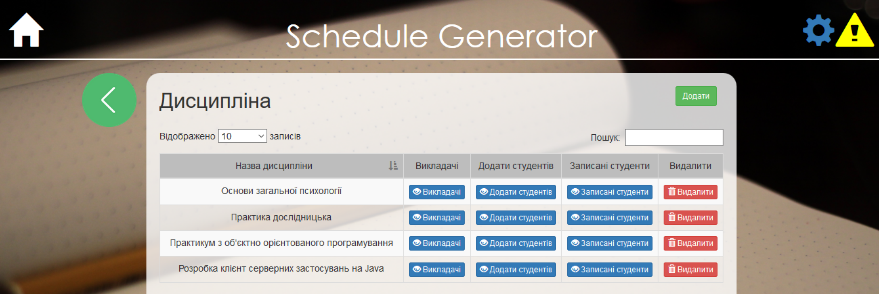 Schedule Generator
Дисципліна
Додати
Відображено 10 записів
Пошук:
Назва дисципліни Викладачі Додати студентів Записані студенти Видалити
Основи загальної психології Викладачі Додати студентів Записані студенти Видалити
Практика дослідницька Викладачі Додати студентів Записані студенти Видалити
Практикум з об'єктно орієнтованого програмування Викладачі Додати студентів Записані студенти Видалити
Розробка клієнт серверних застосувань на Java Викладачі Додати студентів Записані студенти Видалити